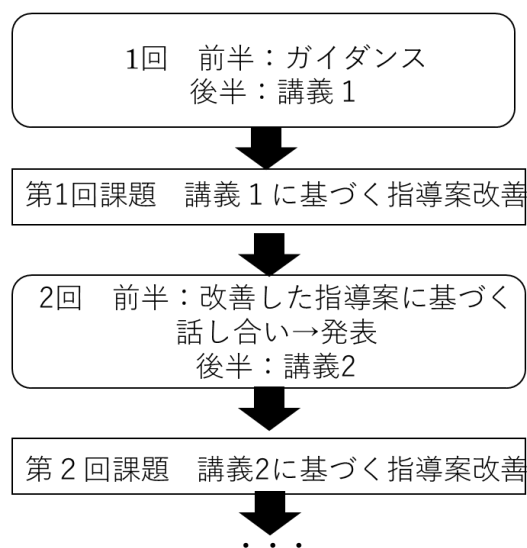 1回　前半：ガイダンス
後半：講義１
第1回課題　講義１に基づく指導案改善
2回　前半：改善した指導案に基づく
話し合い→発表
後半：講義2
第２回課題　講義2に基づく指導案改善
・・・